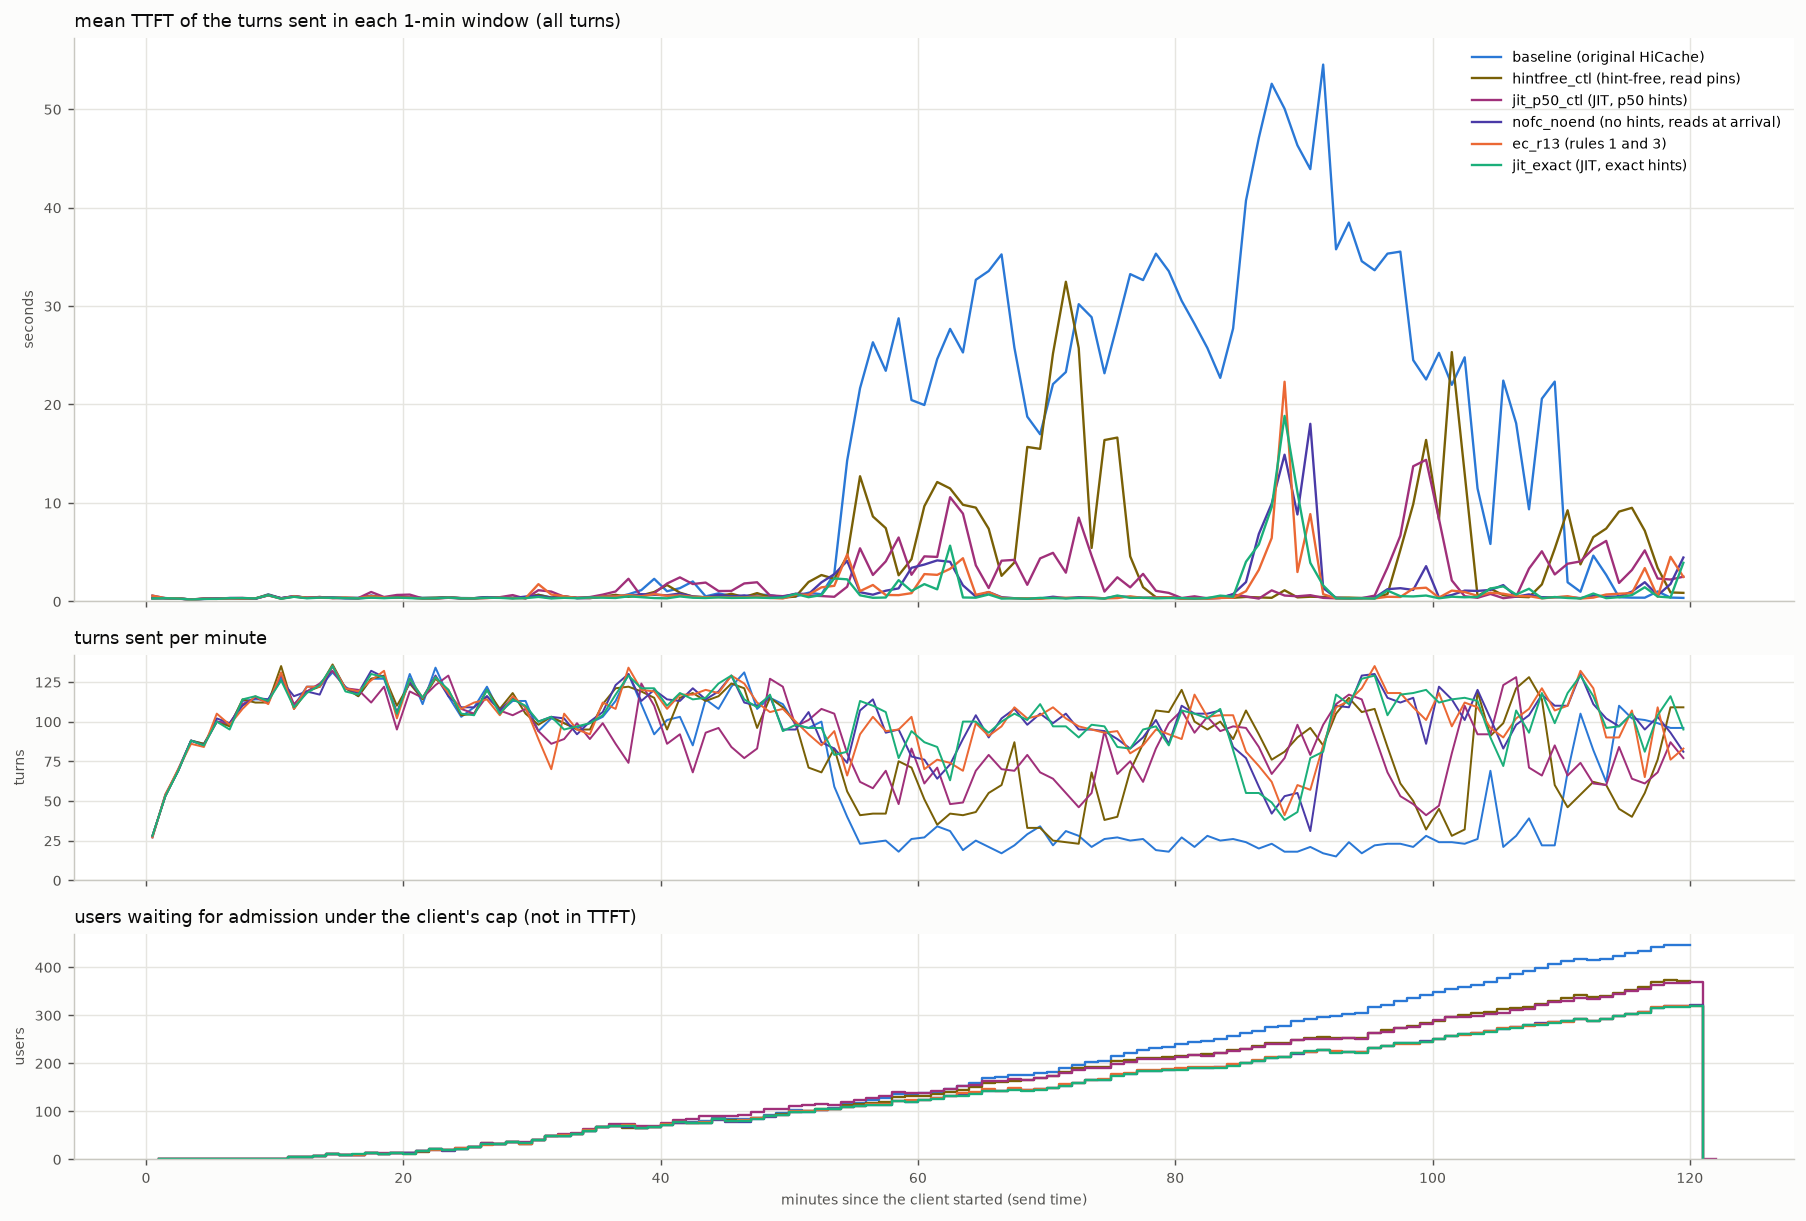 mean TTFT of the turns sent in each 1-min window (all turns)
baseline (original HiCache)
hintfree_ctl (hint-free, read pins)
jit_p50_ctl (JIT, p50 hints)
nofc_noend (no hints, reads at arrival)
ec_r13 (rules 1 and 3)
jit_exact (JIT, exact hints)
50
40
30
20
10
0
seconds
turns sent per minute
125
100
75
50
25
0
turns
users waiting for admission under the client's cap (not in TTFT)
400
300
200
100
0
users
0 20 40 60 80 100 120
minutes since the client started (send time)